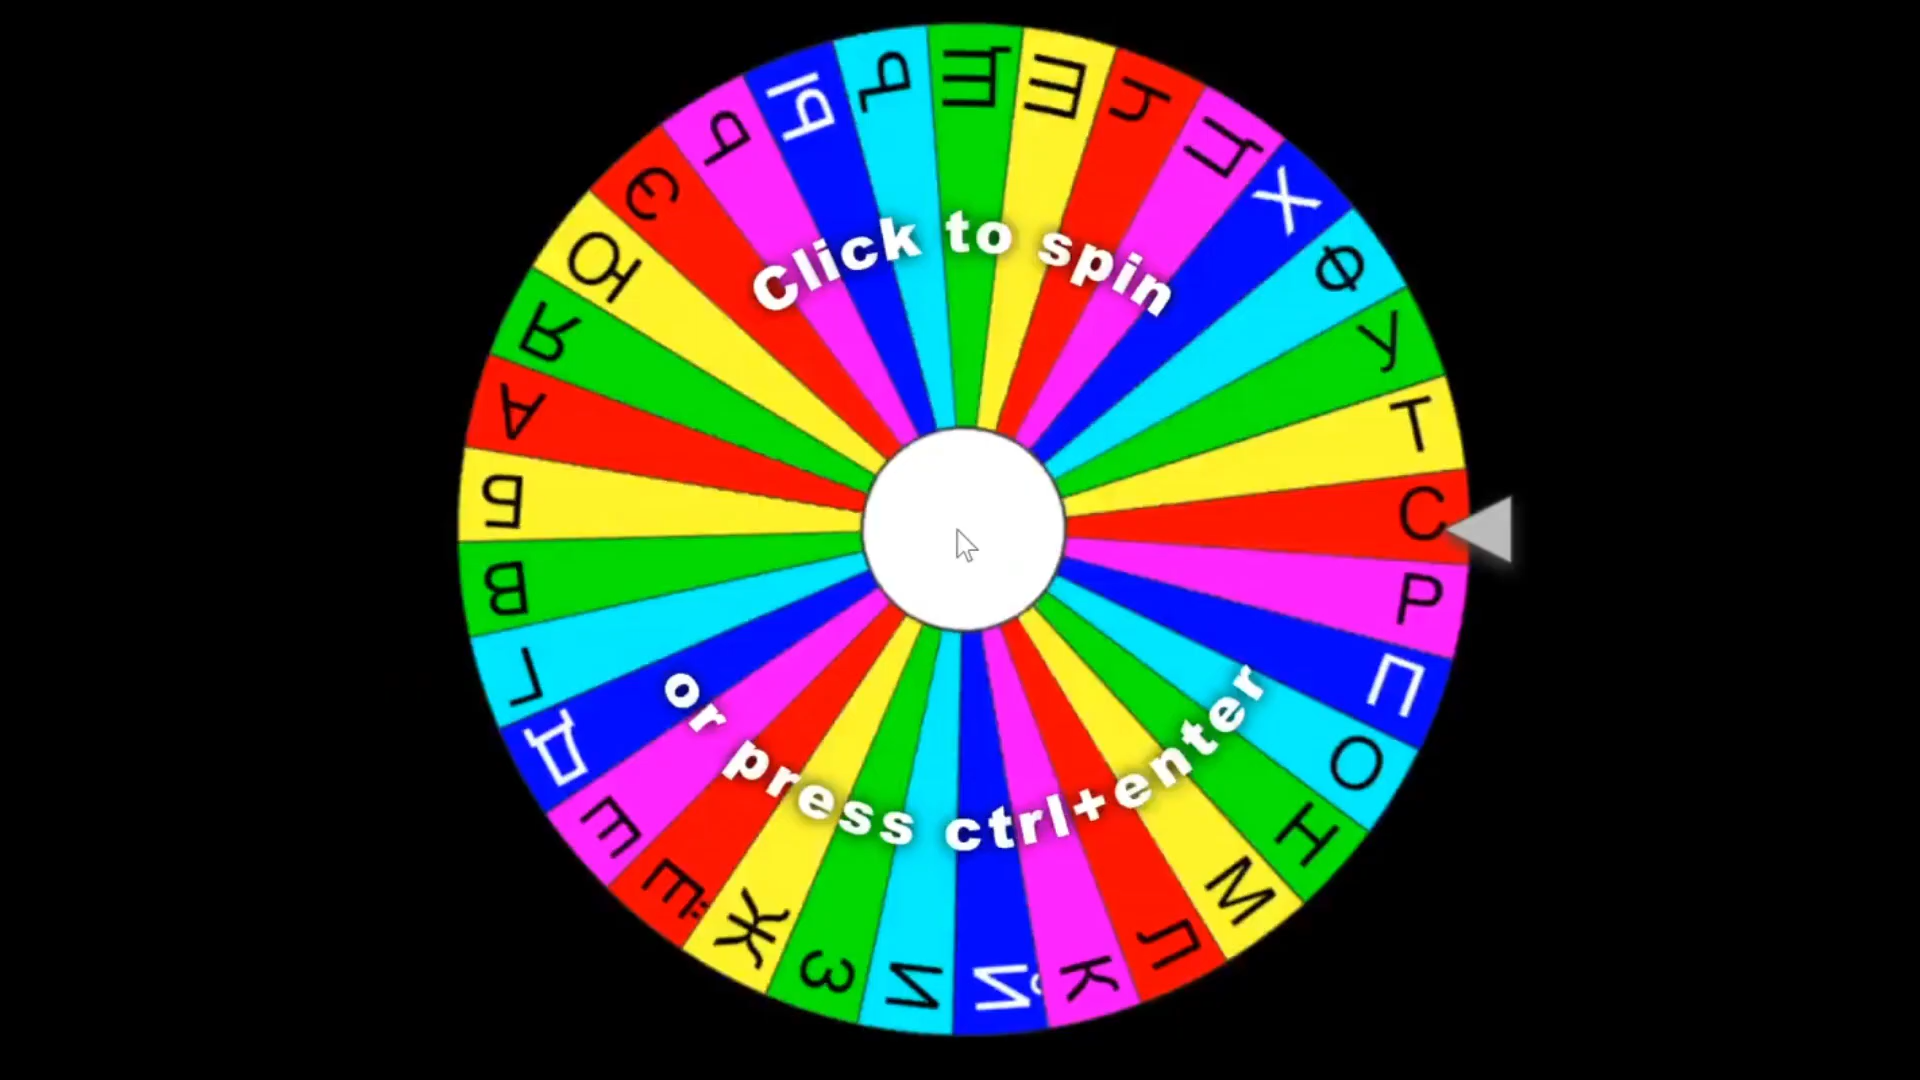 Click to spin
or press ctrl+enter
А
Б
В
Г
Д
Е
Ё
Ж
З
И
Й
К
Л
М
Н
О
П
Р
С
Т
У
Ф
Х
Ц
Ч
Ш
Щ
Ъ
Ы
Ь
Э
Ю
Я